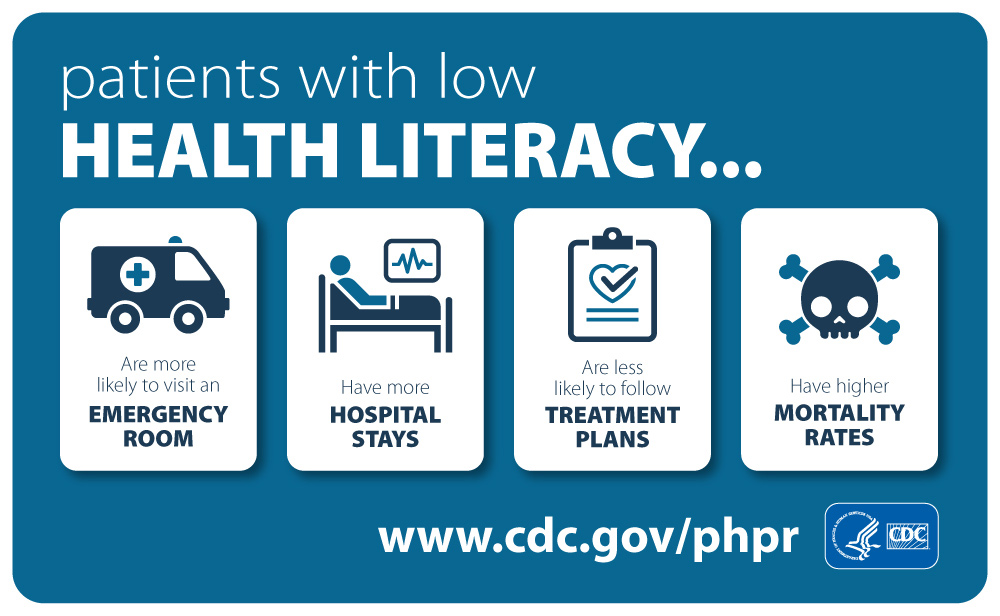 patients with low
HEALTH LITERACY...
Are more
likely to visit an
EMERGENCY
ROOM
Have more
HOSPITAL
STAYS
Are less
likely to follow
TREATMENT
PLANS
Have higher
MORTALITY
RATES
www.cdc.gov/phpr
CDC